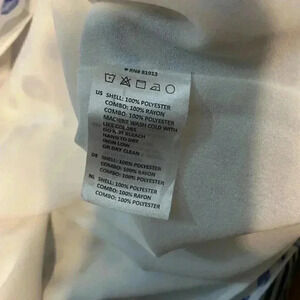 RN# 81913
US SHELL: 100% POLYESTER
COMBO: 100% RAYON
COMBO: 100% POLYESTER
MACHINE WASH COLD WITH
LIKE COLORS
DO NOT BLEACH
HANG TO DRY
IRON LOW
OR DRY CLEAN
SHELL: 100% POLYESTER
COMBO: 100% RAYON
COMBO: 100% POLYESTER
NL SHELL: 100% POLYESTER
COMBO: 100% RAYON
COMBO: 100% POLYESTER